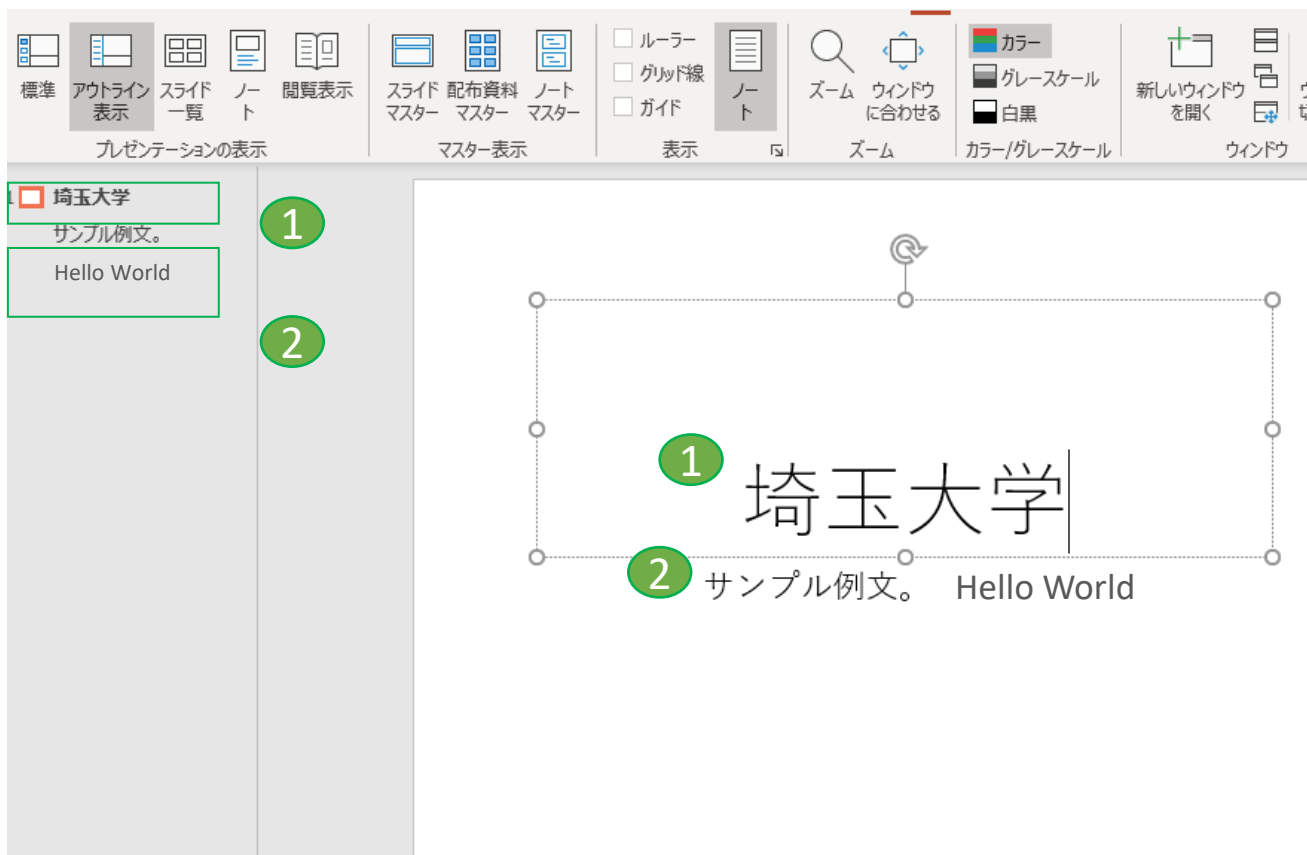 標準
アウトライン
表示
スライド
一覧
ノー
ト
閲覧表示
プレゼンテーションの表示
スライド
マスター
配布資料
マスター
ノート
マスター
マスター表示
ルーラー
グリッド線
ガイド
ノー
ト
表示
ズーム
ウィンドウ
に合わせる
ズーム
カラー
グレースケール
白黒
カラー/グレースケール
新しいウィンドウ
を開く
ウィンドウ
1 埼玉大学
サンプル例文。
Hello World
1
2
1 埼玉大学
2 サンプル例文。 Hello World